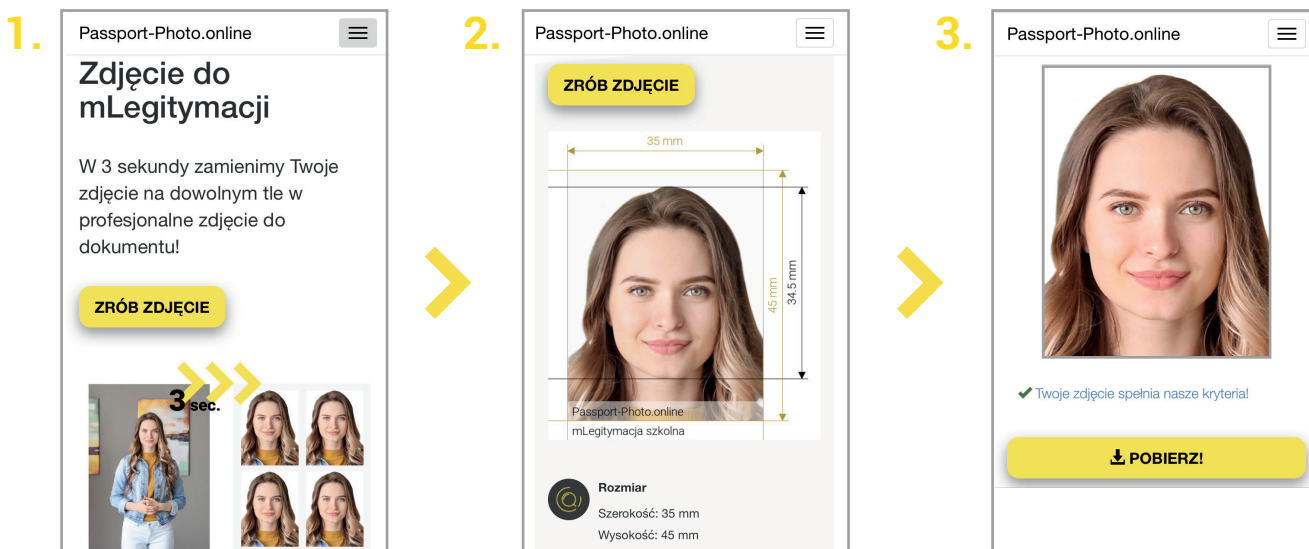 1.
Passport-Photo.online
Zdjęcie do
mLegitymacji
W 3 sekundy zamienimy Twoje
zdjęcie na dowolnym tle w
profesjonalne zdjęcie do
dokumentu!
ZRÓB ZDJĘCIE
3 sec.
2.
Passport-Photo.online
ZRÓB ZDJĘCIE
35 mm
45 mm
34.5 mm
Passport-Photo.online
mLegitymacja szkolna
Rozmiar
Szerokość: 35 mm
Wysokość: 45 mm
3.
Passport-Photo.online
Twoje zdjęcie spełnia nasze kryteria!
POBIERZ!